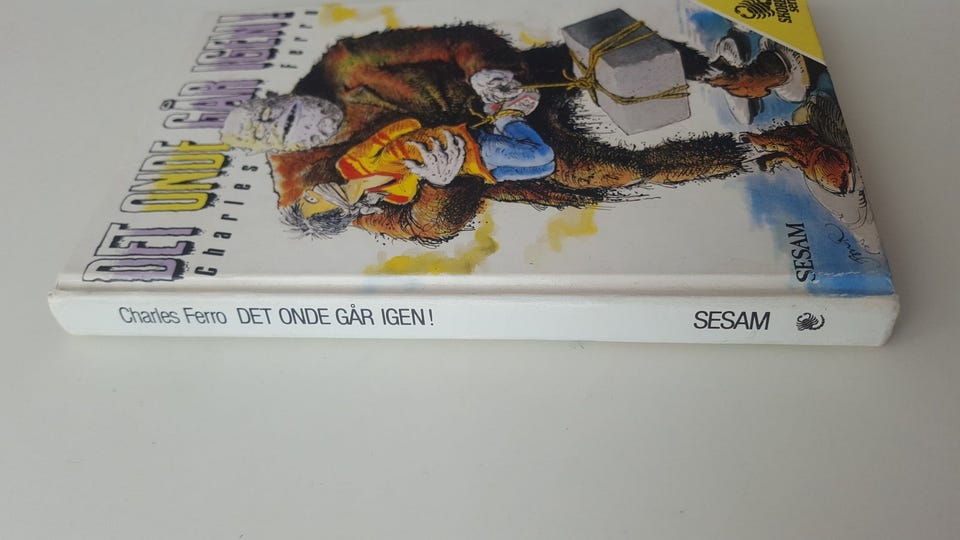 DET ONDE GÅR IGEN!
Charles Ferro
SESAM
Charles Ferro DET ONDE GÅR IGEN! SESAM